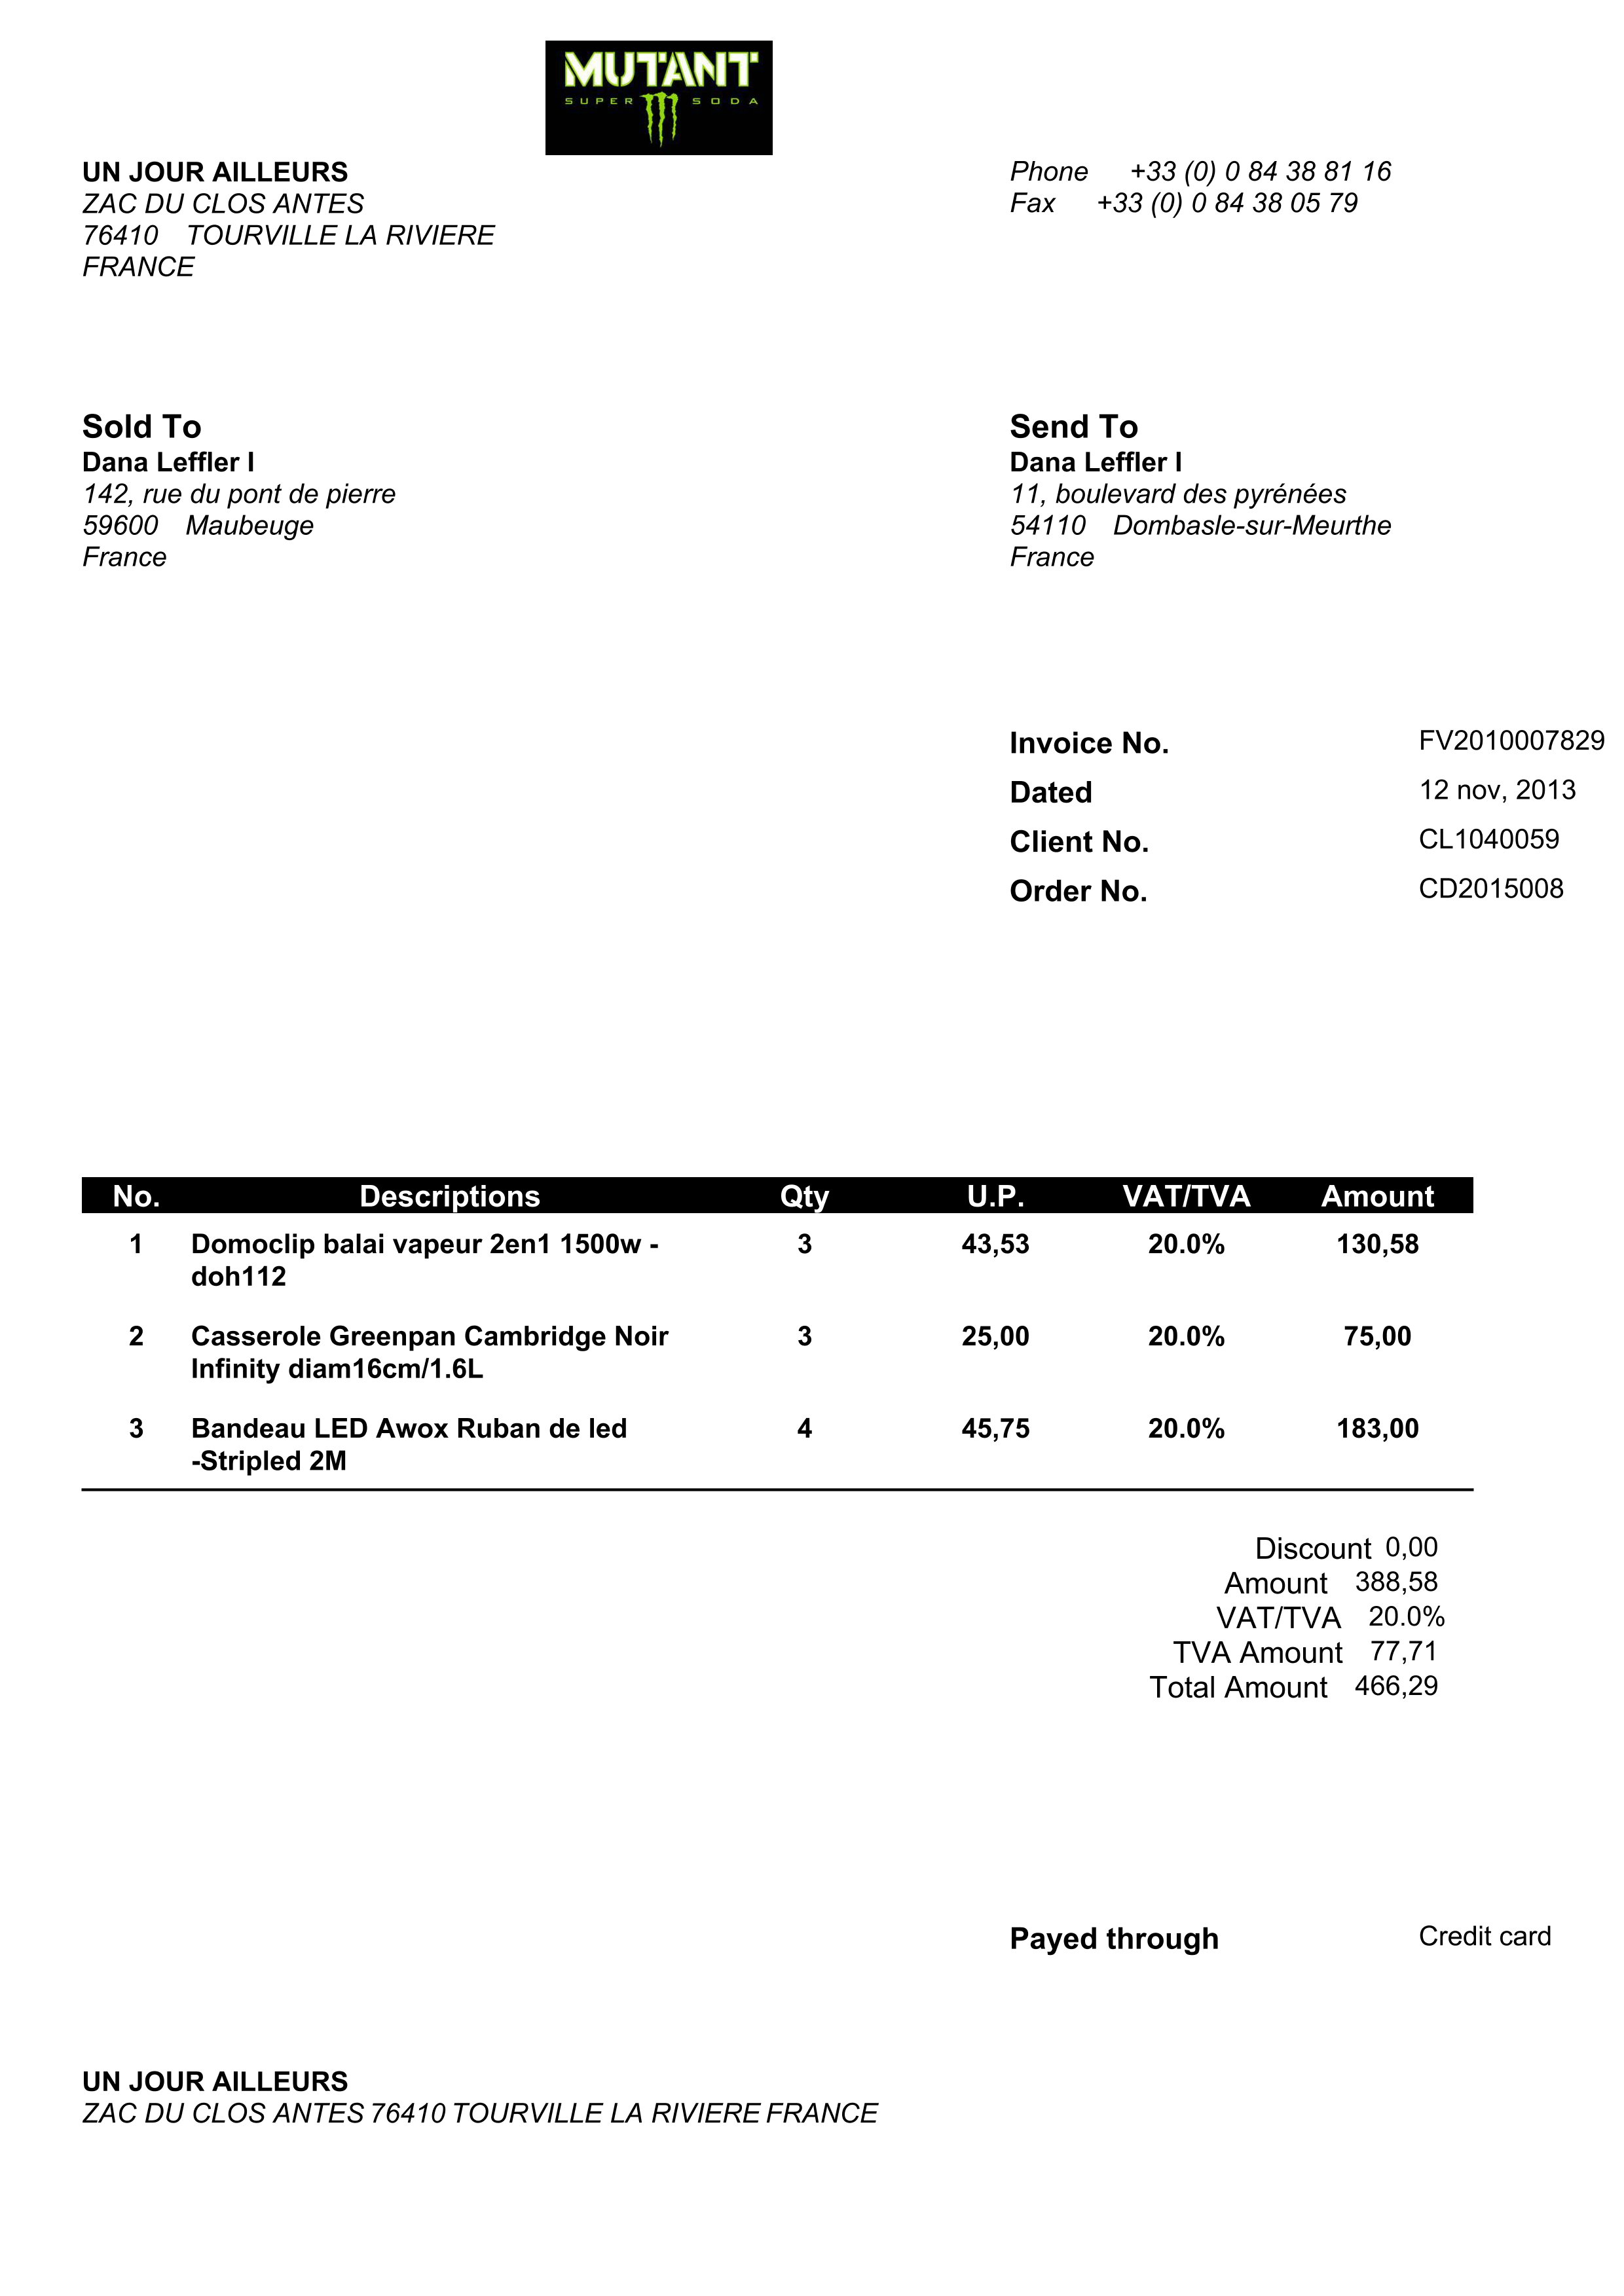 MUTANT
SUPER SODA
UN JOUR AILLEURS
ZAC DU CLOS ANTES
76410 TOURVILLE LA RIVIERE
FRANCE
Phone +33 (0) 0 84 38 81 16
Fax +33 (0) 0 84 38 05 79
Sold To
Dana Leffler I
142, rue du pont de pierre
59600 Maubeuge
France
Send To
Dana Leffler I
11, boulevard des pyrénées
54110 Dombasle-sur-Meurthe
France
Invoice No. FV2010007829
Dated 12 nov, 2013
Client No. CL1040059
Order No. CD2015008
No. Descriptions Qty U.P. VAT/TVA Amount
1 Domoclip balai vapeur 2en1 1500w - 3 43,53 20.0% 130,58
doh112
2 Casserole Greenpan Cambridge Noir 3 25,00 20.0% 75,00
Infinity diam16cm/1.6L
3 Bandeau LED Awox Ruban de led 4 45,75 20.0% 183,00
-Stripled 2M
Discount 0,00
Amount 388,58
VAT/TVA 20.0%
TVA Amount 77,71
Total Amount 466,29
Payed through Credit card
UN JOUR AILLEURS
ZAC DU CLOS ANTES 76410 TOURVILLE LA RIVIERE FRANCE